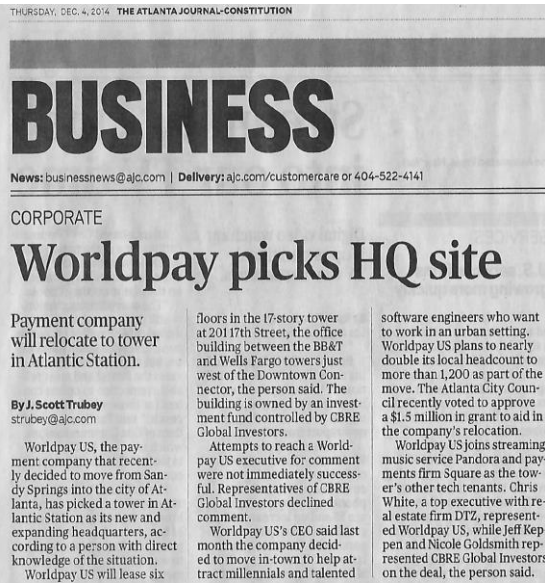 THURSDAY, DEC. 4, 2014 THE ATLANTA JOURNAL-CONSTITUTION
BUSINESS
News: businessnews@ajc.com | Delivery: ajc.com/customercare or 404-522-4141
CORPORATE
Worldpay picks HQ site
Payment company
will relocate to tower
in Atlantic Station.
By J. Scott Trubey
strubey@ajc.com
Worldpay US, the pay-
ment company that recent-
ly decided to move from San-
dy Springs into the city of At-
lanta, has picked a tower in At-
lantic Station as its new and
expanding headquarters, ac-
cording to a person with direct
knowledge of the situation.
Worldpay US will lease six
floors in the 17-story tower
at 201 17th Street, the office
building between the BB&T
and Wells Fargo towers just
west of the Downtown Con-
nector, the person said. The
building is owned by an invest-
ment fund controlled by CBRE
Global Investors.
Attempts to reach a World-
pay US executive for comment
were not immediately success-
ful. Representatives of CBRE
Global Investors declined
comment.
Worldpay US's CEO said last
month the company decid-
ed to move in-town to help at-
tract millennials and talented
software engineers who want
to work in an urban setting.
Worldpay US plans to nearly
double its local headcount to
more than 1,200 as part of the
move. The Atlanta City Coun-
cil recently voted to approve
a $1.5 million in grant to aid in
the company's relocation.
Worldpay US joins streaming
music service Pandora and pay-
ments firm Square as the tow-
er's other tech tenants. Chris
White, a top executive with re-
al estate firm DTZ, represent-
ed Worldpay US, while Jeff Kep
pen and Nicole Goldsmith rep-
resented CBRE Global Investors
on the deal, the person said.